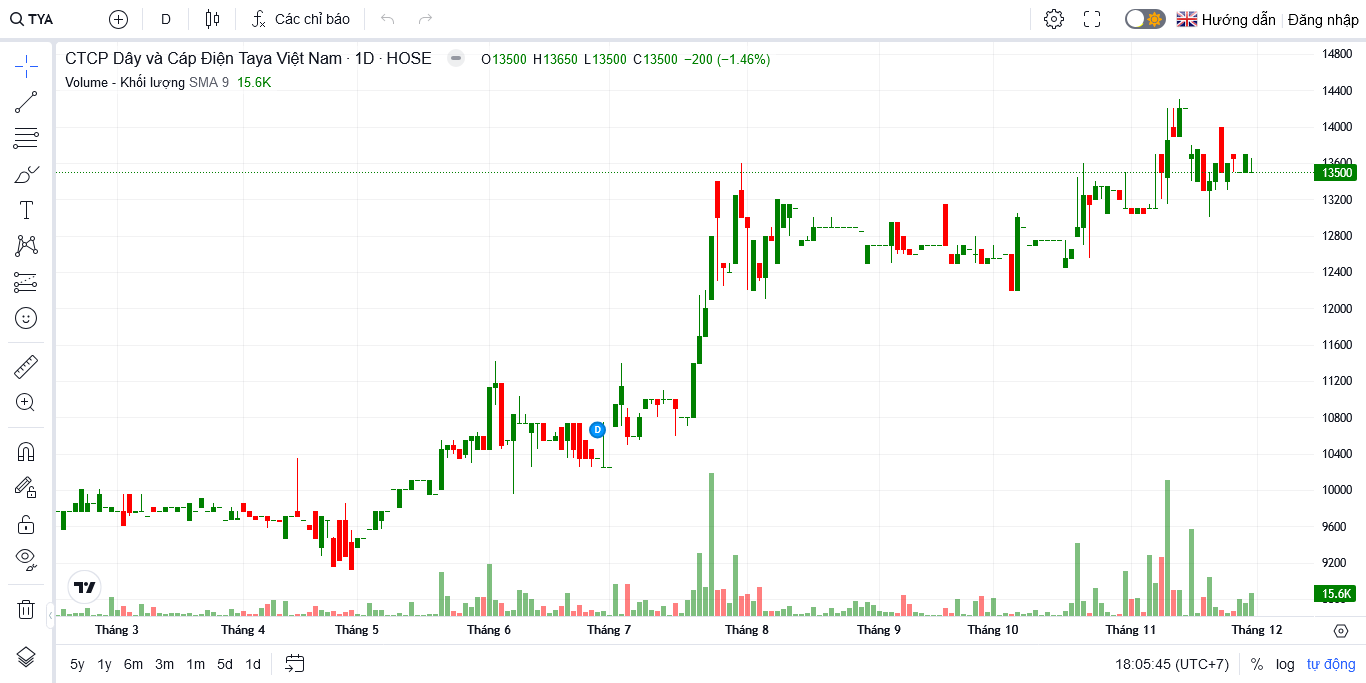 TYA D Các chỉ báo Hướng dẫn Đăng nhập
CTCP Dây và Cáp Điện Taya Việt Nam · 1D · HOSE O13500 H13650 L13500 C13500 −200 (−1.46%)
Volume - Khối lượng SMA 9 15.6K
14800
14400
14000
13600
13500
13200
12800
12400
12000
11600
11200
10800
D
10400
10000
9600
9200
15.6K
Tháng 3 Tháng 4 Tháng 5 Tháng 6 Tháng 7 Tháng 8 Tháng 9 Tháng 10 Tháng 11 Tháng 12
5y 1y 6m 3m 1m 5d 1d 18:05:45 (UTC+7) % log tự động